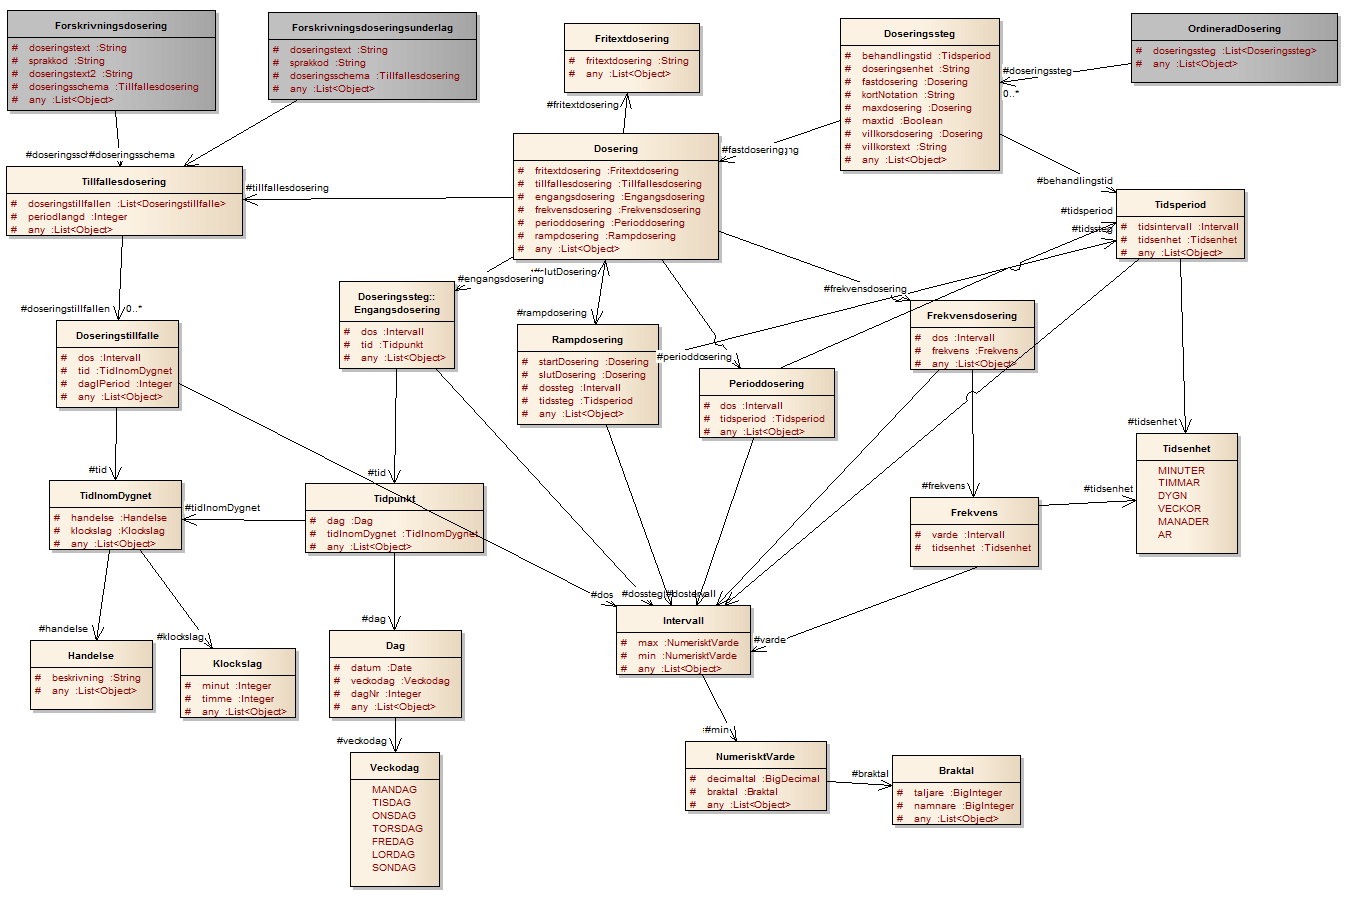 Forskrivningsdosering
# doseringstext :String
# sprakkod :String
# doseringstext2 :String
# doseringsschema :Tillfallesdosering
# any :List<Object>
Forskrivningsdoseringsunderlag
# doseringstext :String
# sprakkod :String
# doseringsschema :Tillfallesdosering
# any :List<Object>
Fritextdosering
# fritextdosering :String
# any :List<Object>
Doseringssteg
# behandlingstid :Tidsperiod
# doseringsenhet :String
# fastdosering :Dosering
# kortNotation :String
# maxdosering :Dosering
# maxtid :Boolean
# villkorsdosering :Dosering
# villkorstext :String
# any :List<Object>
OrdineradDosering
# doseringssteg :List<Doseringssteg>
# any :List<Object>
#doseringssteg
0..*
#fritextdosering
#doseringsschema
#fastdosering
Tillfallesdosering
# doseringstillfallen :List<Doseringstillfalle>
# periodlangd :Integer
# any :List<Object>
#tillfallesdosering
Dosering
# fritextdosering :Fritextdosering
# tillfallesdosering :Tillfallesdosering
# engangsdosering :Engangsdosering
# frekvensdosering :Frekvensdosering
# perioddosering :Perioddosering
# rampdosering :Rampdosering
# any :List<Object>
#behandlingstid
#tidsperiod
#tidssteg
Tidsperiod
# tidsintervall :Intervall
# tidsenhet :Tidsenhet
# any :List<Object>
#engangsdosering
#frekvensdosering
#doseringstillfallen
0..*
#rampdosering
#perioddosering
Doseringssteg::
Engangsdosering
# dos :Intervall
# tid :Tidpunkt
# any :List<Object>
Doseringstillfalle
# dos :Intervall
# tid :TidInomDygnet
# dagIPeriod :Integer
# any :List<Object>
Rampdosering
# startDosering :Dosering
# slutDosering :Dosering
# dossteg :Intervall
# tidssteg :Tidsperiod
# any :List<Object>
Perioddosering
# dos :Intervall
# tidsperiod :Tidsperiod
# any :List<Object>
Frekvensdosering
# dos :Intervall
# frekvens :Frekvens
# any :List<Object>
#tidsenhet
Tidsenhet
MINUTER
TIMMAR
DYGN
VECKOR
MANADER
AR
#tid
#tid
#frekvens
#tidsenhet
TidInomDygnet
# handelse :Handelse
# klockslag :Klockslag
# any :List<Object>
#tidInomDygnet
Tidpunkt
# dag :Dag
# tidInomDygnet :TidInomDygnet
# any :List<Object>
Frekvens
# varde :Intervall
# tidsenhet :Tidsenhet
#dos
#dossteg
#handelse
#klockslag
#dag
#varde
Handelse
# beskrivning :String
# any :List<Object>
Klockslag
# minut :Integer
# timme :Integer
# any :List<Object>
Dag
# datum :Date
# veckodag :Veckodag
# dagNr :Integer
# any :List<Object>
Intervall
# max :NumerisktVarde
# min :NumerisktVarde
# any :List<Object>
#veckodag
#min
Veckodag
MANDAG
TISDAG
ONSDAG
TORSDAG
FREDAG
LORDAG
SONDAG
NumerisktVarde
# decimaltal :BigDecimal
# braktal :Braktal
# any :List<Object>
#braktal
Braktal
# taljare :BigInteger
# namnare :BigInteger
# any :List<Object>